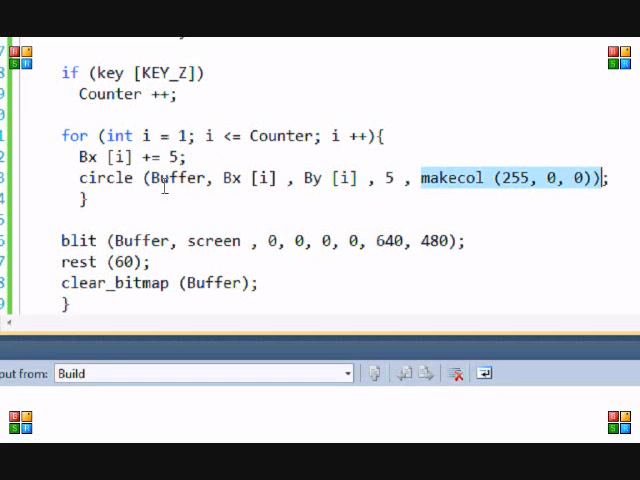 if (key [KEY_Z])
Counter ++;
for (int i = 1; i <= Counter; i ++){
Bx [i] += 5;
circle (Buffer, Bx [i] , By [i] , 5 , makecol (255, 0, 0));
}
blit (Buffer, screen , 0, 0, 0, 0, 640, 480);
rest (60);
clear_bitmap (Buffer);
}
put from: Build